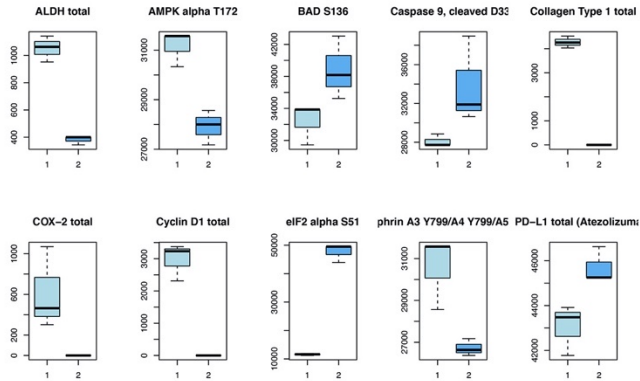 ALDH total
400 600 800 1000
1 2
AMPK alpha T172
27000 29000 31000
1 2
BAD S136
30000 34000 38000 42000
1 2
Caspase 9, cleaved D33
28000 32000 36000
1 2
Collagen Type 1 total
0 1000 3000
1 2
COX-2 total
0 200 600 1000
1 2
Cyclin D1 total
0 1000 2000 3000
1 2
eIF2 alpha S51
10000 30000 50000
1 2
phrin A3 Y799/A4 Y799/A5
27000 29000 31000
1 2
PD-L1 total (Atezolizuma
42000 44000 46000
1 2